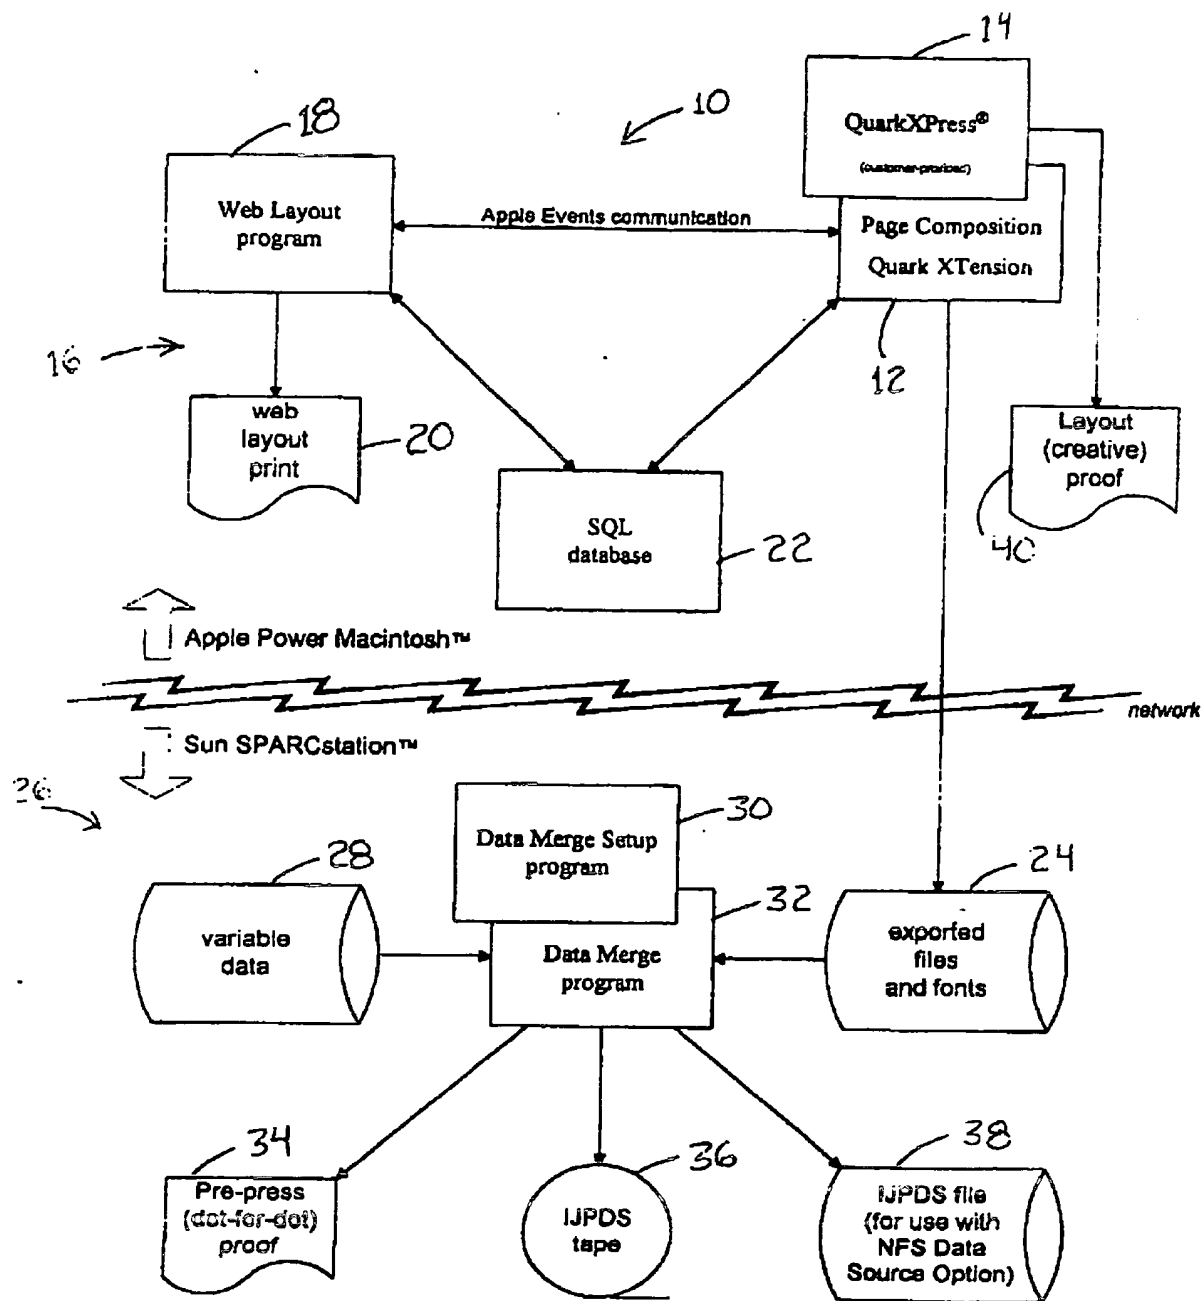 14
10
18
QuarkXPress®
(customer-provided)
Web Layout
program
Apple Events communication
Page Composition
Quark XTension
16
12
web
layout
print
20
Layout
(creative)
proof
40
SQL
database
22
Apple Power Macintosh™
network
Sun SPARCstation™
26
30
Data Merge Setup
program
28
24
32
variable
data
Data Merge
program
exported
files
and fonts
34
36
38
Pre-press
(dot-for-dot)
proof
IJPDS
tape
IJPDS file
(for use with
NFS Data
Source Option)